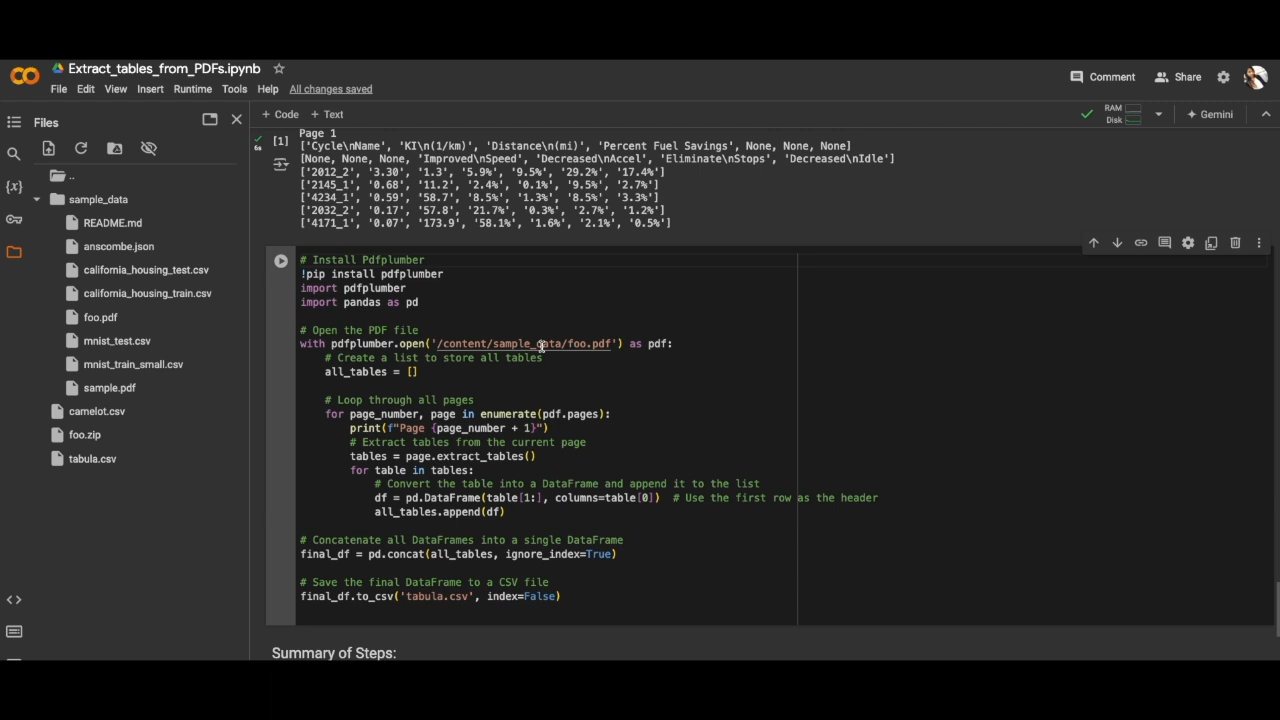 Extract_tables_from_PDFs.ipynb
File Edit View Insert Runtime Tools Help All changes saved
Comment Share
Files
+ Code + Text
RAM
Disk
Gemini
..
sample_data
README.md
anscombe.json
california_housing_test.csv
california_housing_train.csv
foo.pdf
mnist_test.csv
mnist_train_small.csv
sample.pdf
camelot.csv
foo.zip
tabula.csv
6s
[1]
Page 1
['Cycle\nName', 'KI\n(1/km)', 'Distance\n(mi)', 'Percent Fuel Savings', None, None, None]
[None, None, None, 'Improved\nSpeed', 'Decreased\nAccel', 'Eliminate\nStops', 'Decreased\nIdle']
['2012_2', '3.30', '1.3', '5.9%', '9.5%', '29.2%', '17.4%']
['2145_1', '0.68', '11.2', '2.4%', '0.1%', '9.5%', '2.7%']
['4234_1', '0.59', '58.7', '8.5%', '1.3%', '8.5%', '3.3%']
['2032_2', '0.17', '57.8', '21.7%', '0.3%', '2.7%', '1.2%']
['4171_1', '0.07', '173.9', '58.1%', '1.6%', '2.1%', '0.5%']
# Install Pdfplumber
!pip install pdfplumber
import pdfplumber
import pandas as pd
# Open the PDF file
with pdfplumber.open('/content/sample_data/foo.pdf') as pdf:
# Create a list to store all tables
all_tables = []
# Loop through all pages
for page_number, page in enumerate(pdf.pages):
print(f"Page {page_number + 1}")
# Extract tables from the current page
tables = page.extract_tables()
for table in tables:
# Convert the table into a DataFrame and append it to the list
df = pd.DataFrame(table[1:], columns=table[0]) # Use the first row as the header
all_tables.append(df)
# Concatenate all DataFrames into a single DataFrame
final_df = pd.concat(all_tables, ignore_index=True)
# Save the final DataFrame to a CSV file
final_df.to_csv('tabula.csv', index=False)
Summary of Steps: